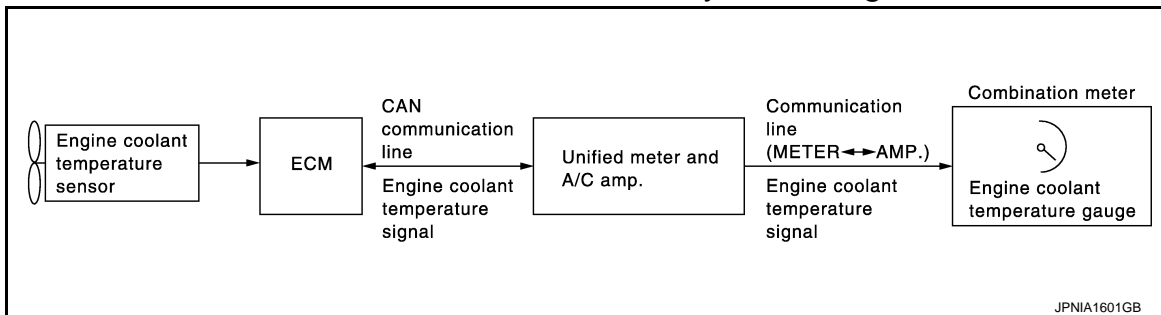 Engine coolant
temperature
sensor
ECM
CAN
communication
line
Engine coolant
temperature
signal
Unified meter and
A/C amp.
Communication
line
(METER◄►AMP.)
Engine coolant
temperature
signal
Combination meter
Engine coolant
temperature gauge
JPNIA1601GB